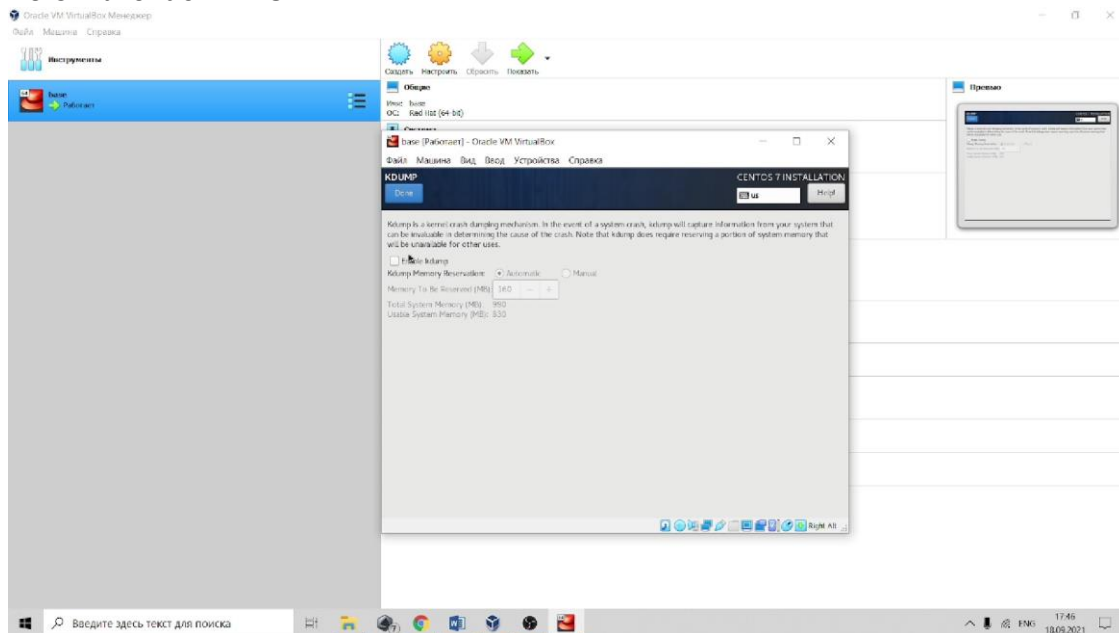 Oracle VM VirtualBox Менеджер
Файл Машина Справка
Инструменты
Создать Настроить Сбросить Показать
base
Работает
Общие
Имя: base
ОС: Red Hat (64-bit)
Система
Превью
base [Работает] - Oracle VM VirtualBox
Файл Машина Вид Ввод Устройства Справка
KDUMP
CENTOS 7 INSTALLATION
Done
us
Help!
Kdump is a kernel crash dumping mechanism. In the event of a system crash, kdump will capture information from your system that
can be invaluable in determining the cause of the crash. Note that kdump does require reserving a portion of system memory that
will be unavailable for other uses.
Enable kdump
Kdump Memory Reservation: Automatic Manual
Memory To Be Reserved (MB): 160 - +
Total System Memory (MB): 990
Usable System Memory (MB): 830
Right Alt
Введите здесь текст для поиска
ENG
17:46
18.09.2021